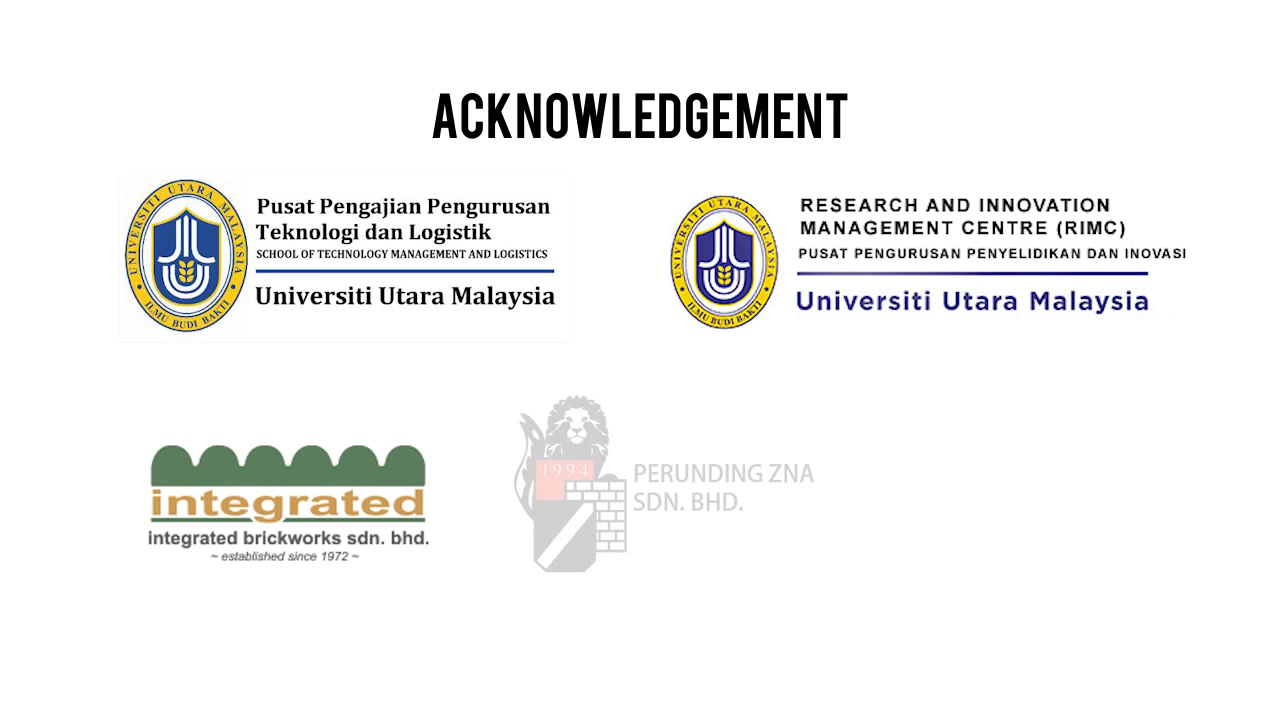 ACKNOWLEDGEMENT
UNIVERSITI UTARA MALAYSIA
ILMU BUDI BAKTI
Pusat Pengajian Pengurusan
Teknologi dan Logistik
SCHOOL OF TECHNOLOGY MANAGEMENT AND LOGISTICS
Universiti Utara Malaysia
UNIVERSITI UTARA MALAYSIA
ILMU BUDI BAKTI
RESEARCH AND INNOVATION
MANAGEMENT CENTRE (RIMC)
PUSAT PENGURUSAN PENYELIDIKAN DAN INOVASI
Universiti Utara Malaysia
integrated
integrated brickworks sdn. bhd.
~ established since 1972 ~
1994
PERUNDING ZNA
SDN. BHD.